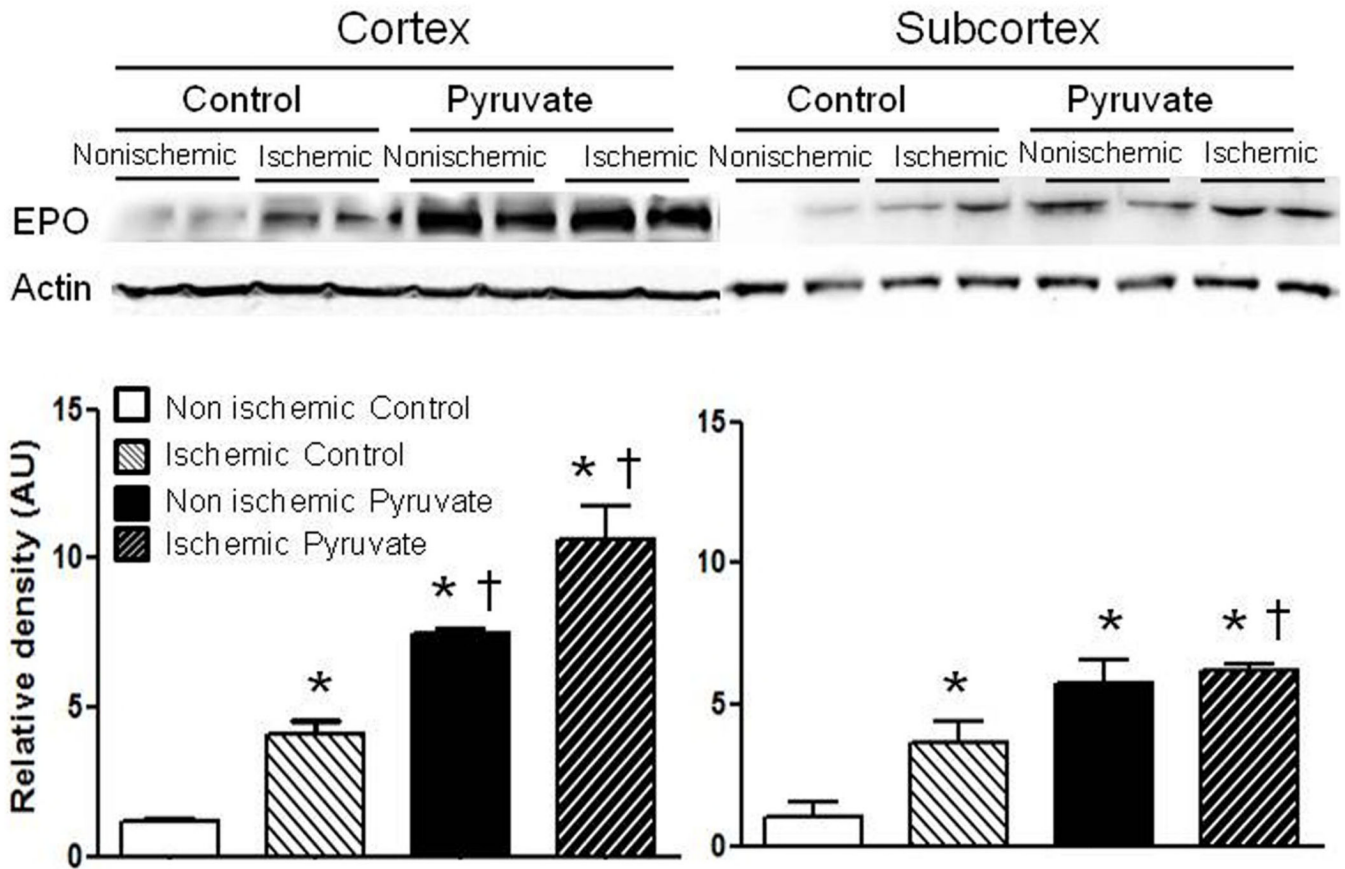 Cortex Subcortex
Control Pyruvate Control Pyruvate
Nonischemic Ischemic Nonischemic Ischemic Nonischemic Ischemic Nonischemic Ischemic
EPO
Actin
Relative density (AU)
15
10
5
0
Non ischemic Control
Ischemic Control
Non ischemic Pyruvate
Ischemic Pyruvate
*
* †
* †
15
10
5
0
*
*
* †